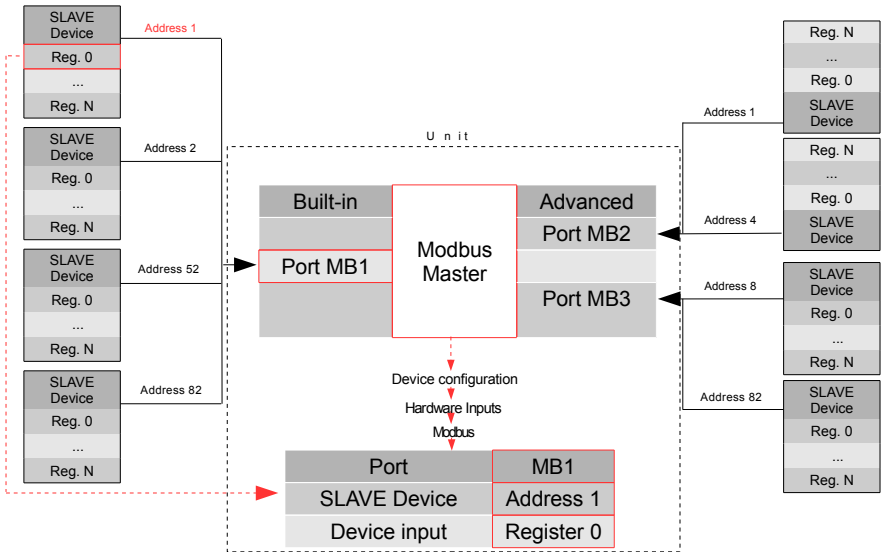 SLAVE
Device
Reg. 0
...
Reg. N
Address 1
SLAVE
Device
Reg. 0
...
Reg. N
Address 2
SLAVE
Device
Reg. 0
...
Reg. N
Address 52
SLAVE
Device
Reg. 0
...
Reg. N
Address 82
Unit
Built-in
Port MB1
Modbus
Master
Advanced
Port MB2
Port MB3
Device configuration
Hardware Inputs
Modbus
Port MB1
SLAVE Device Address 1
Device input Register 0
Reg. N
...
Reg. 0
SLAVE
Device
Address 1
Reg. N
...
Reg. 0
SLAVE
Device
Address 4
SLAVE
Device
Reg. 0
...
Reg. N
Address 8
SLAVE
Device
Reg. 0
...
Reg. N
Address 82